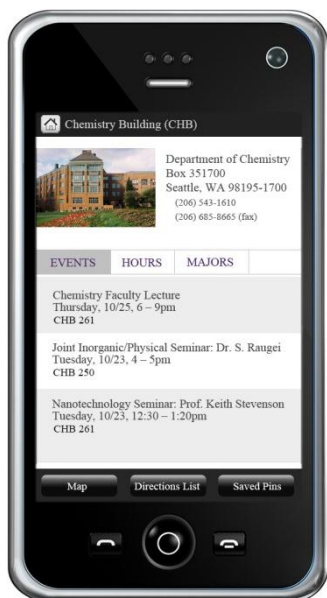 Chemistry Building (CHB)
Department of Chemistry
Box 351700
Seattle, WA 98195-1700
(206) 543-1610
(206) 685-8665 (fax)
EVENTS HOURS MAJORS
Chemistry Faculty Lecture
Thursday, 10/25, 6 – 9pm
CHB 261
Joint Inorganic/Physical Seminar: Dr. S. Raugei
Tuesday, 10/23, 4 – 5pm
CHB 250
Nanotechnology Seminar: Prof. Keith Stevenson
Tuesday, 10/23, 12:30 – 1:20pm
CHB 261
Map Directions List Saved Pins